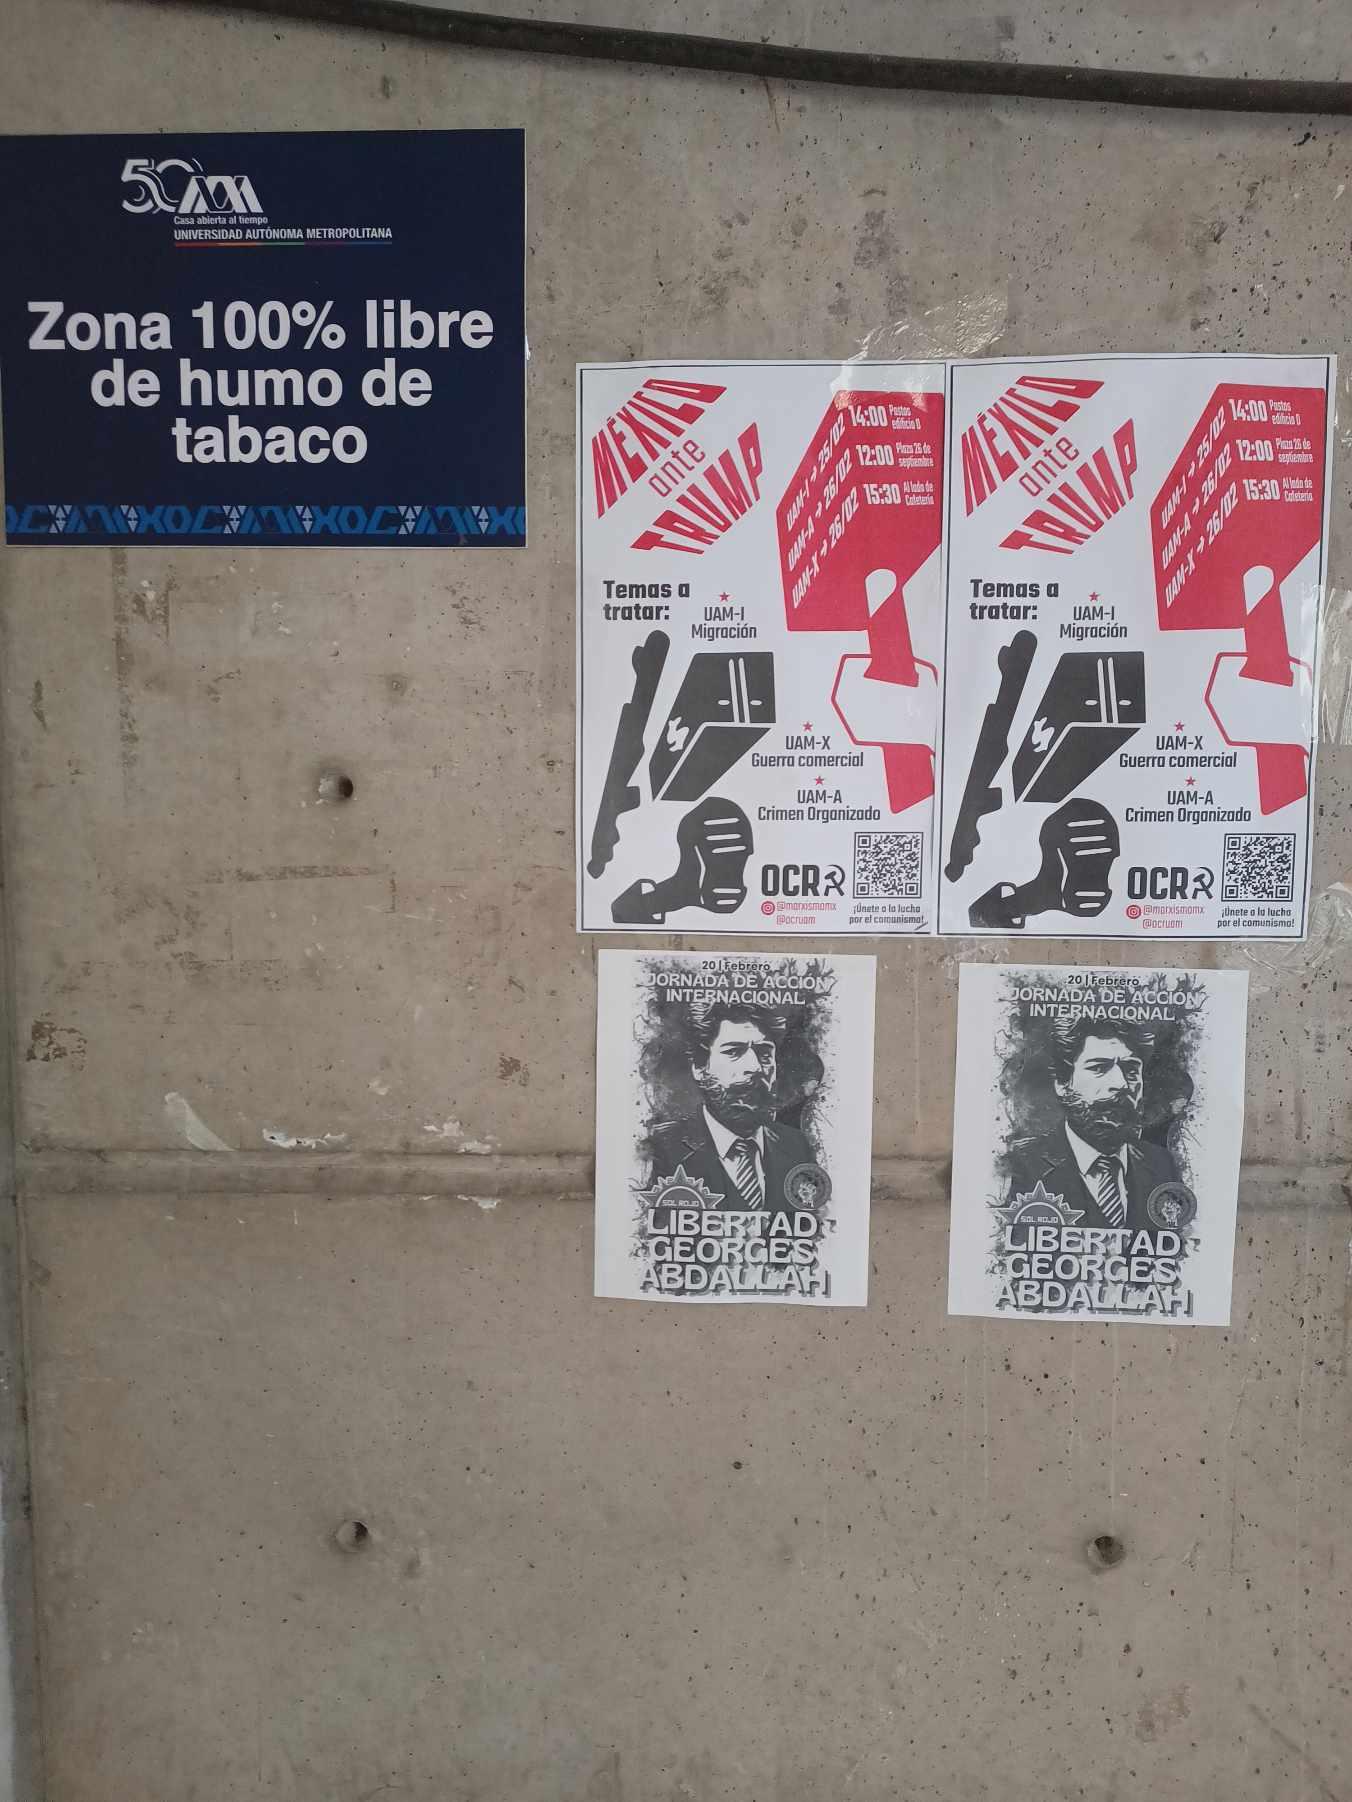 50
Casa abierta al tiempo
UNIVERSIDAD AUTÓNOMA METROPOLITANA
Zona 100% libre
de humo de
tabaco
MÉXICO
ante
TRUMP
UAM-I → 25/02 14:00 Pastos edificio D
UAM-A → 26/02 12:00 Plaza 26 de septiembre
UAM-X → 26/02 15:30 Al lado de Cafetería
Temas a
tratar:
UAM-I
Migración
UAM-X
Guerra comercial
UAM-A
Crimen Organizado
OCR
@marxismomx
@ocruam
¡Únete a la lucha
por el comunismo!
MÉXICO
ante
TRUMP
UAM-I → 25/02 14:00 Pastos edificio D
UAM-A → 26/02 12:00 Plaza 26 de septiembre
UAM-X → 26/02 15:30 Al lado de Cafetería
Temas a
tratar:
UAM-I
Migración
UAM-X
Guerra comercial
UAM-A
Crimen Organizado
OCR
@marxismomx
@ocruam
¡Únete a la lucha
por el comunismo!
20 | Febrero
JORNADA DE ACCIÓN
INTERNACIONAL
SOL ROJO
LIBERTAD
GEORGES
ABDALLAH
20 | Febrero
JORNADA DE ACCIÓN
INTERNACIONAL
SOL ROJO
LIBERTAD
GEORGES
ABDALLAH